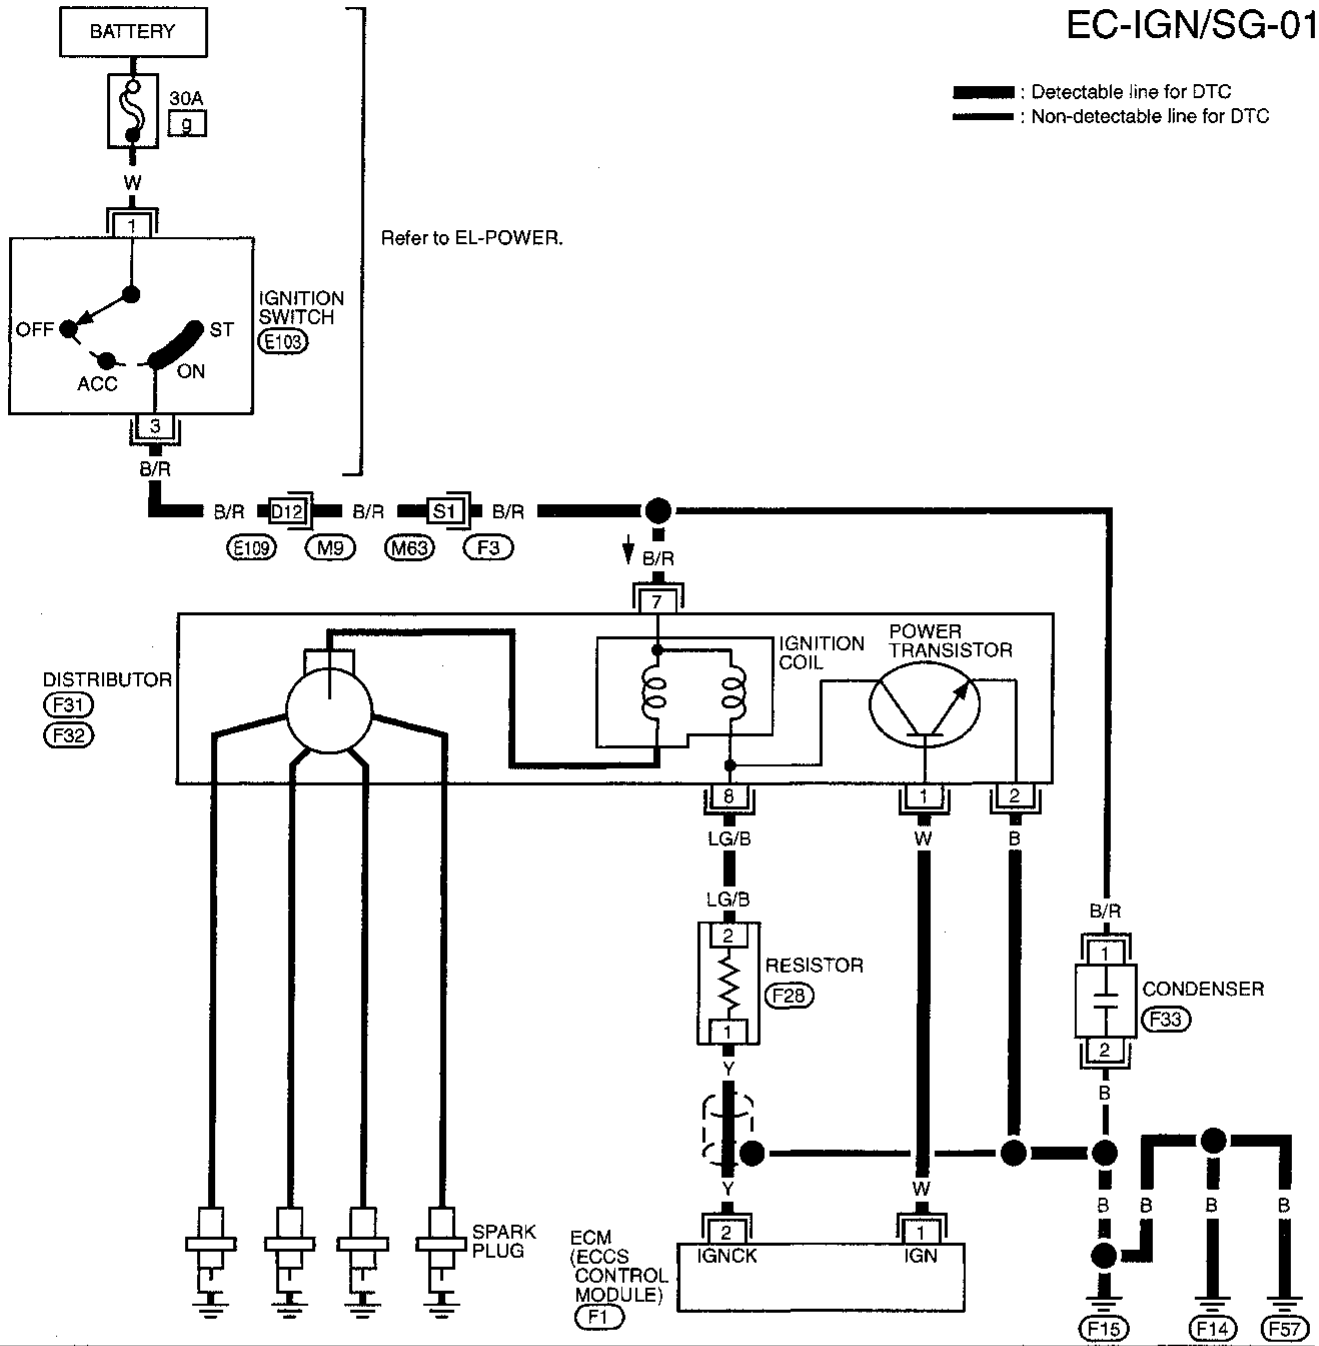 EC-IGN/SG-01
BATTERY
: Detectable line for DTC
: Non-detectable line for DTC
30A
g
W
1
Refer to EL-POWER.
IGNITION
SWITCH
E103
OFF
ST
ACC
ON
3
B/R
B/R D12 B/R S1 B/R
E109 M9 M63 F3
B/R
7
DISTRIBUTOR
F31
F32
IGNITION
COIL
POWER
TRANSISTOR
8 1 2
LG/B W B
LG/B
2
RESISTOR
F28
1
Y
B/R
1
CONDENSER
F33
2
B
Y W
B B B B
SPARK
PLUG
ECM
(ECCS
CONTROL
MODULE)
F1
2 1
IGNCK IGN
F15 F14 F57